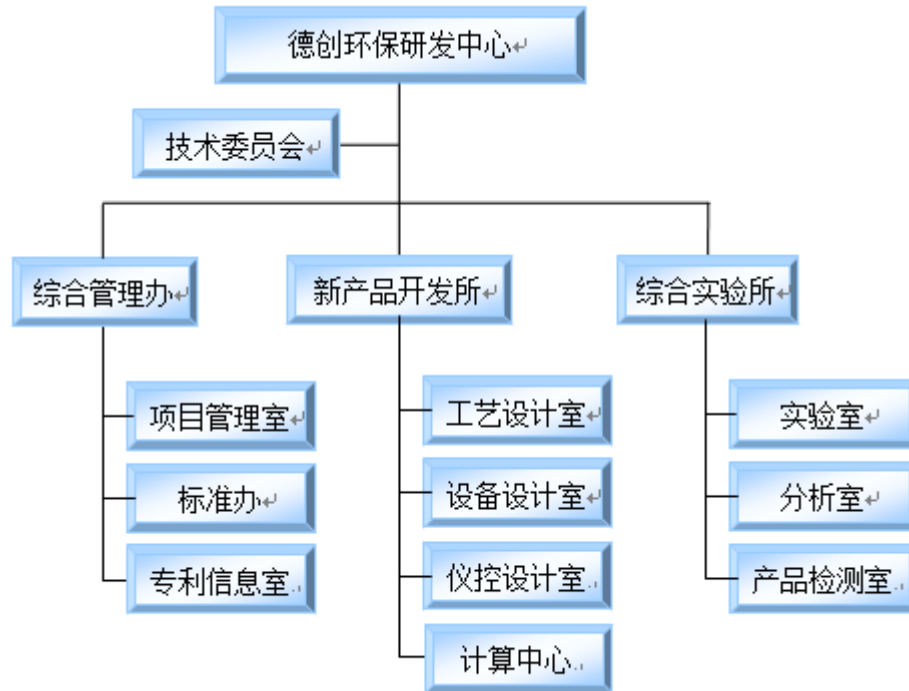 德创环保研发中心
技术委员会
综合管理办
新产品开发所
综合实验所
项目管理室
标准办
专利信息室
工艺设计室
设备设计室
仪控设计室
计算中心
实验室
分析室
产品检测室